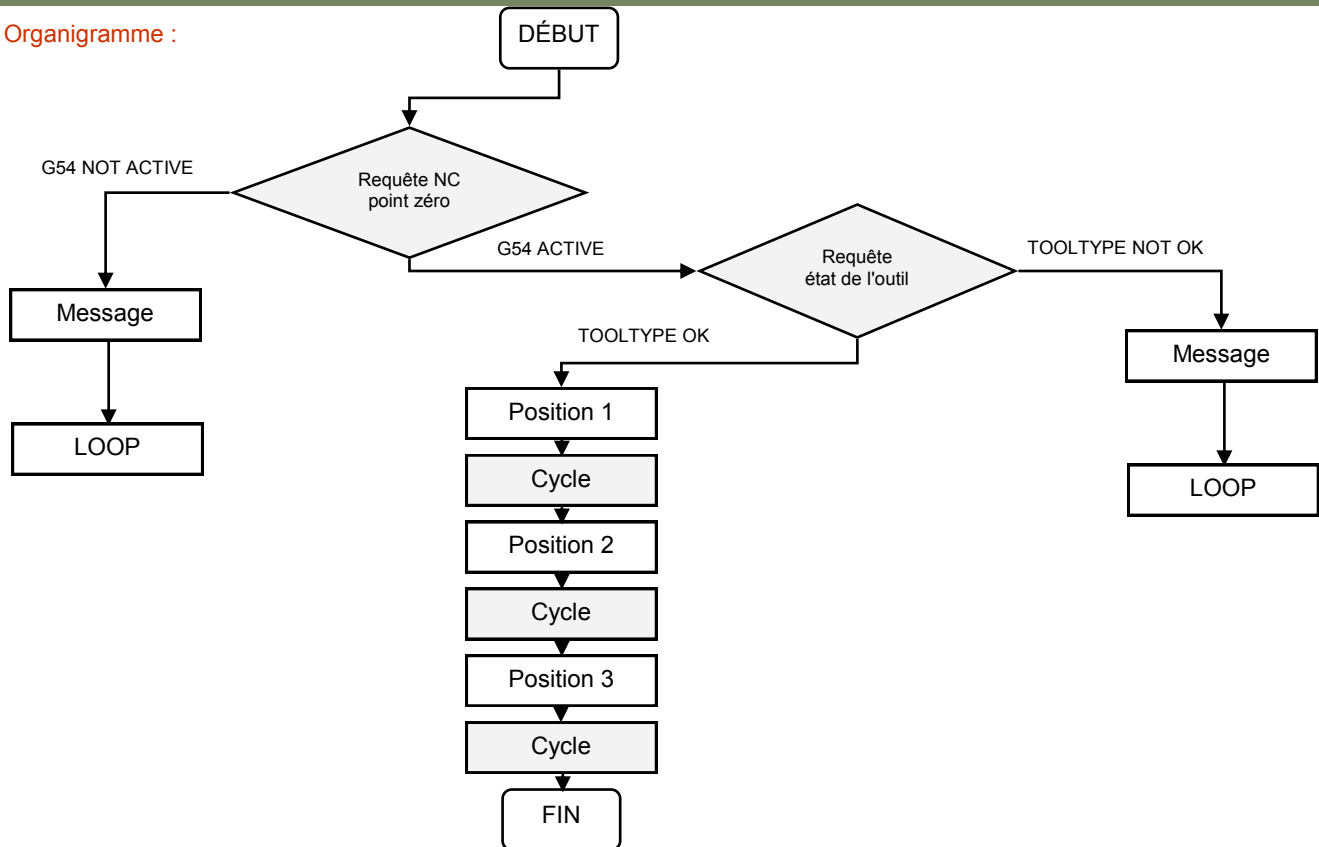 Organigramme :
DÉBUT
G54 NOT ACTIVE
Requête NC
point zéro
G54 ACTIVE
Requête
état de l'outil
TOOLTYPE NOT OK
Message
LOOP
TOOLTYPE OK
Message
LOOP
Position 1
Cycle
Position 2
Cycle
Position 3
Cycle
FIN